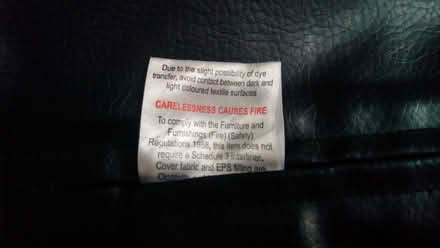 Due to the slight possibility of dye
transfer, avoid contact between dark and
light coloured textile surfaces
CARELESSNESS CAUSES FIRE
To comply with the Furniture and
Furnishings (Fire) (Safety)
Regulations 1988, this item does not
require a Schedule 3 interliner.
Cover fabric and EPS filling are